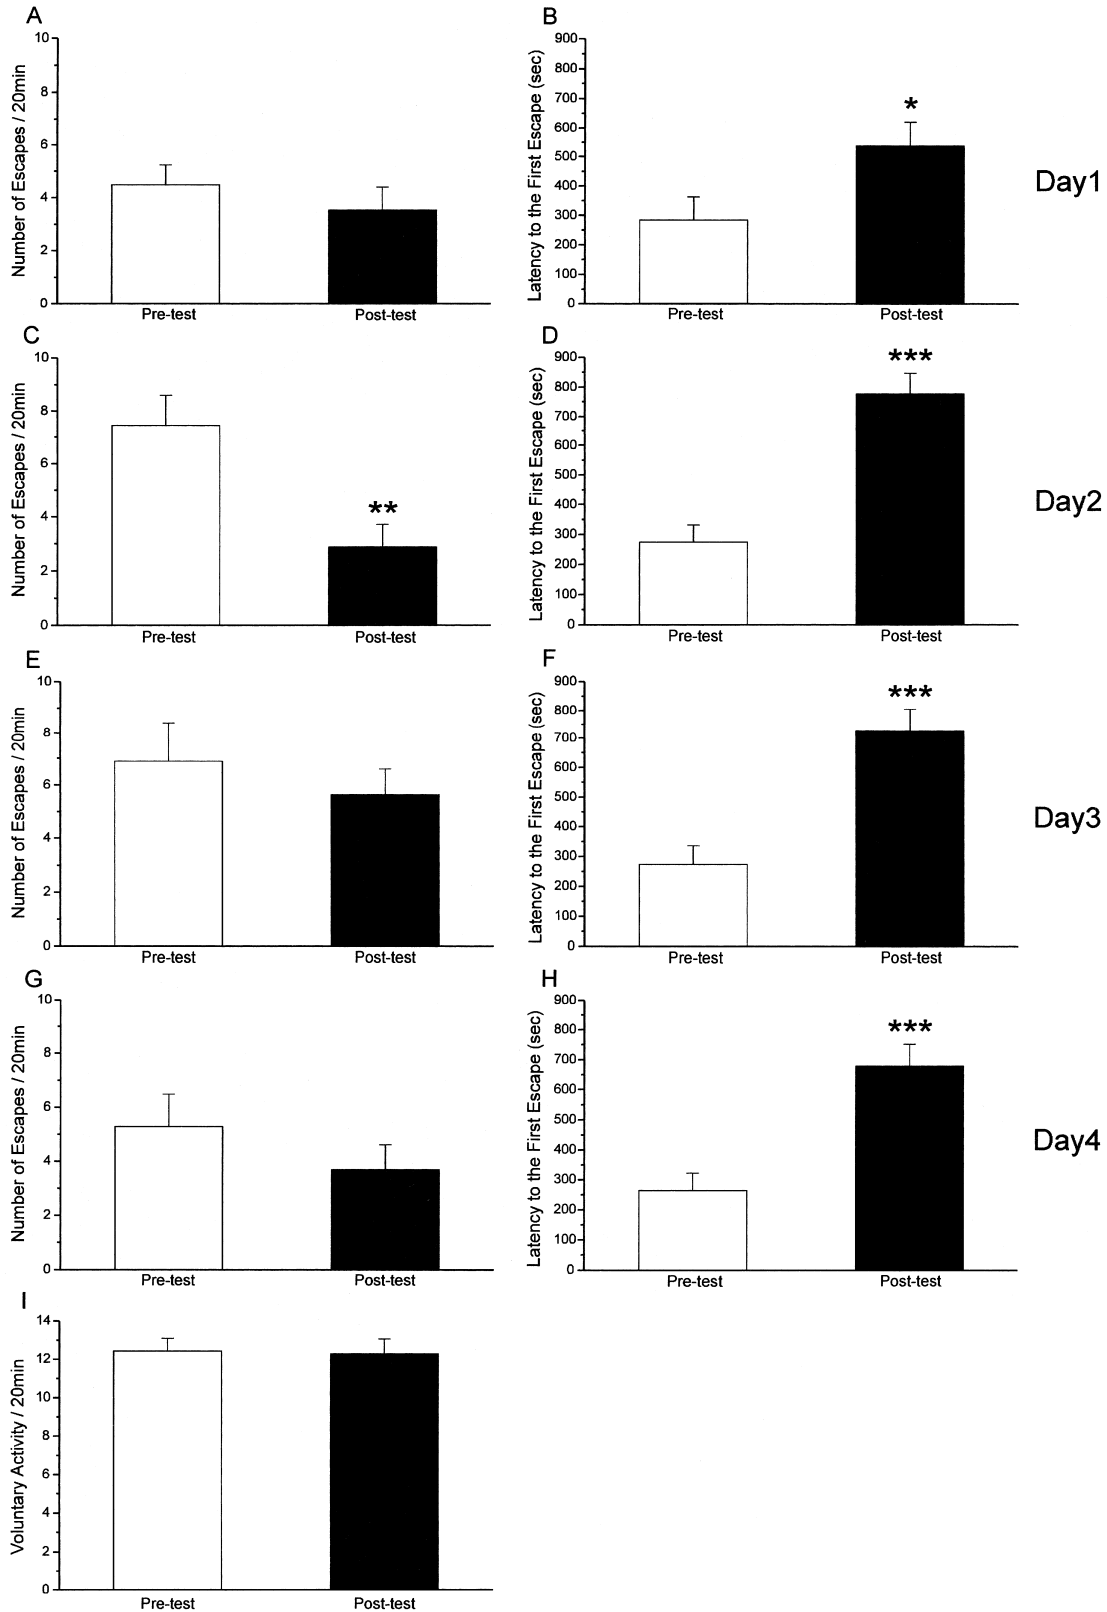 A
Number of Escapes / 20min
10
8
6
4
2
0
Pre-test Post-test
B
Latency to the First Escape (sec)
900
800
700
600
500
400
300
200
100
0
*
Pre-test Post-test
Day1
C
Number of Escapes / 20min
10
8
6
4
2
0
**
Pre-test Post-test
D
Latency to the First Escape (sec)
900
800
700
600
500
400
300
200
100
0
***
Pre-test Post-test
Day2
E
Number of Escapes / 20min
10
8
6
4
2
0
Pre-test Post-test
F
Latency to the First Escape (sec)
900
800
700
600
500
400
300
200
100
0
***
Pre-test Post-test
Day3
G
Number of Escapes / 20min
10
8
6
4
2
0
Pre-test Post-test
H
Latency to the First Escape (sec)
900
800
700
600
500
400
300
200
100
0
***
Pre-test Post-test
Day4
I
Voluntary Activity / 20min
14
12
10
8
6
4
2
0
Pre-test Post-test